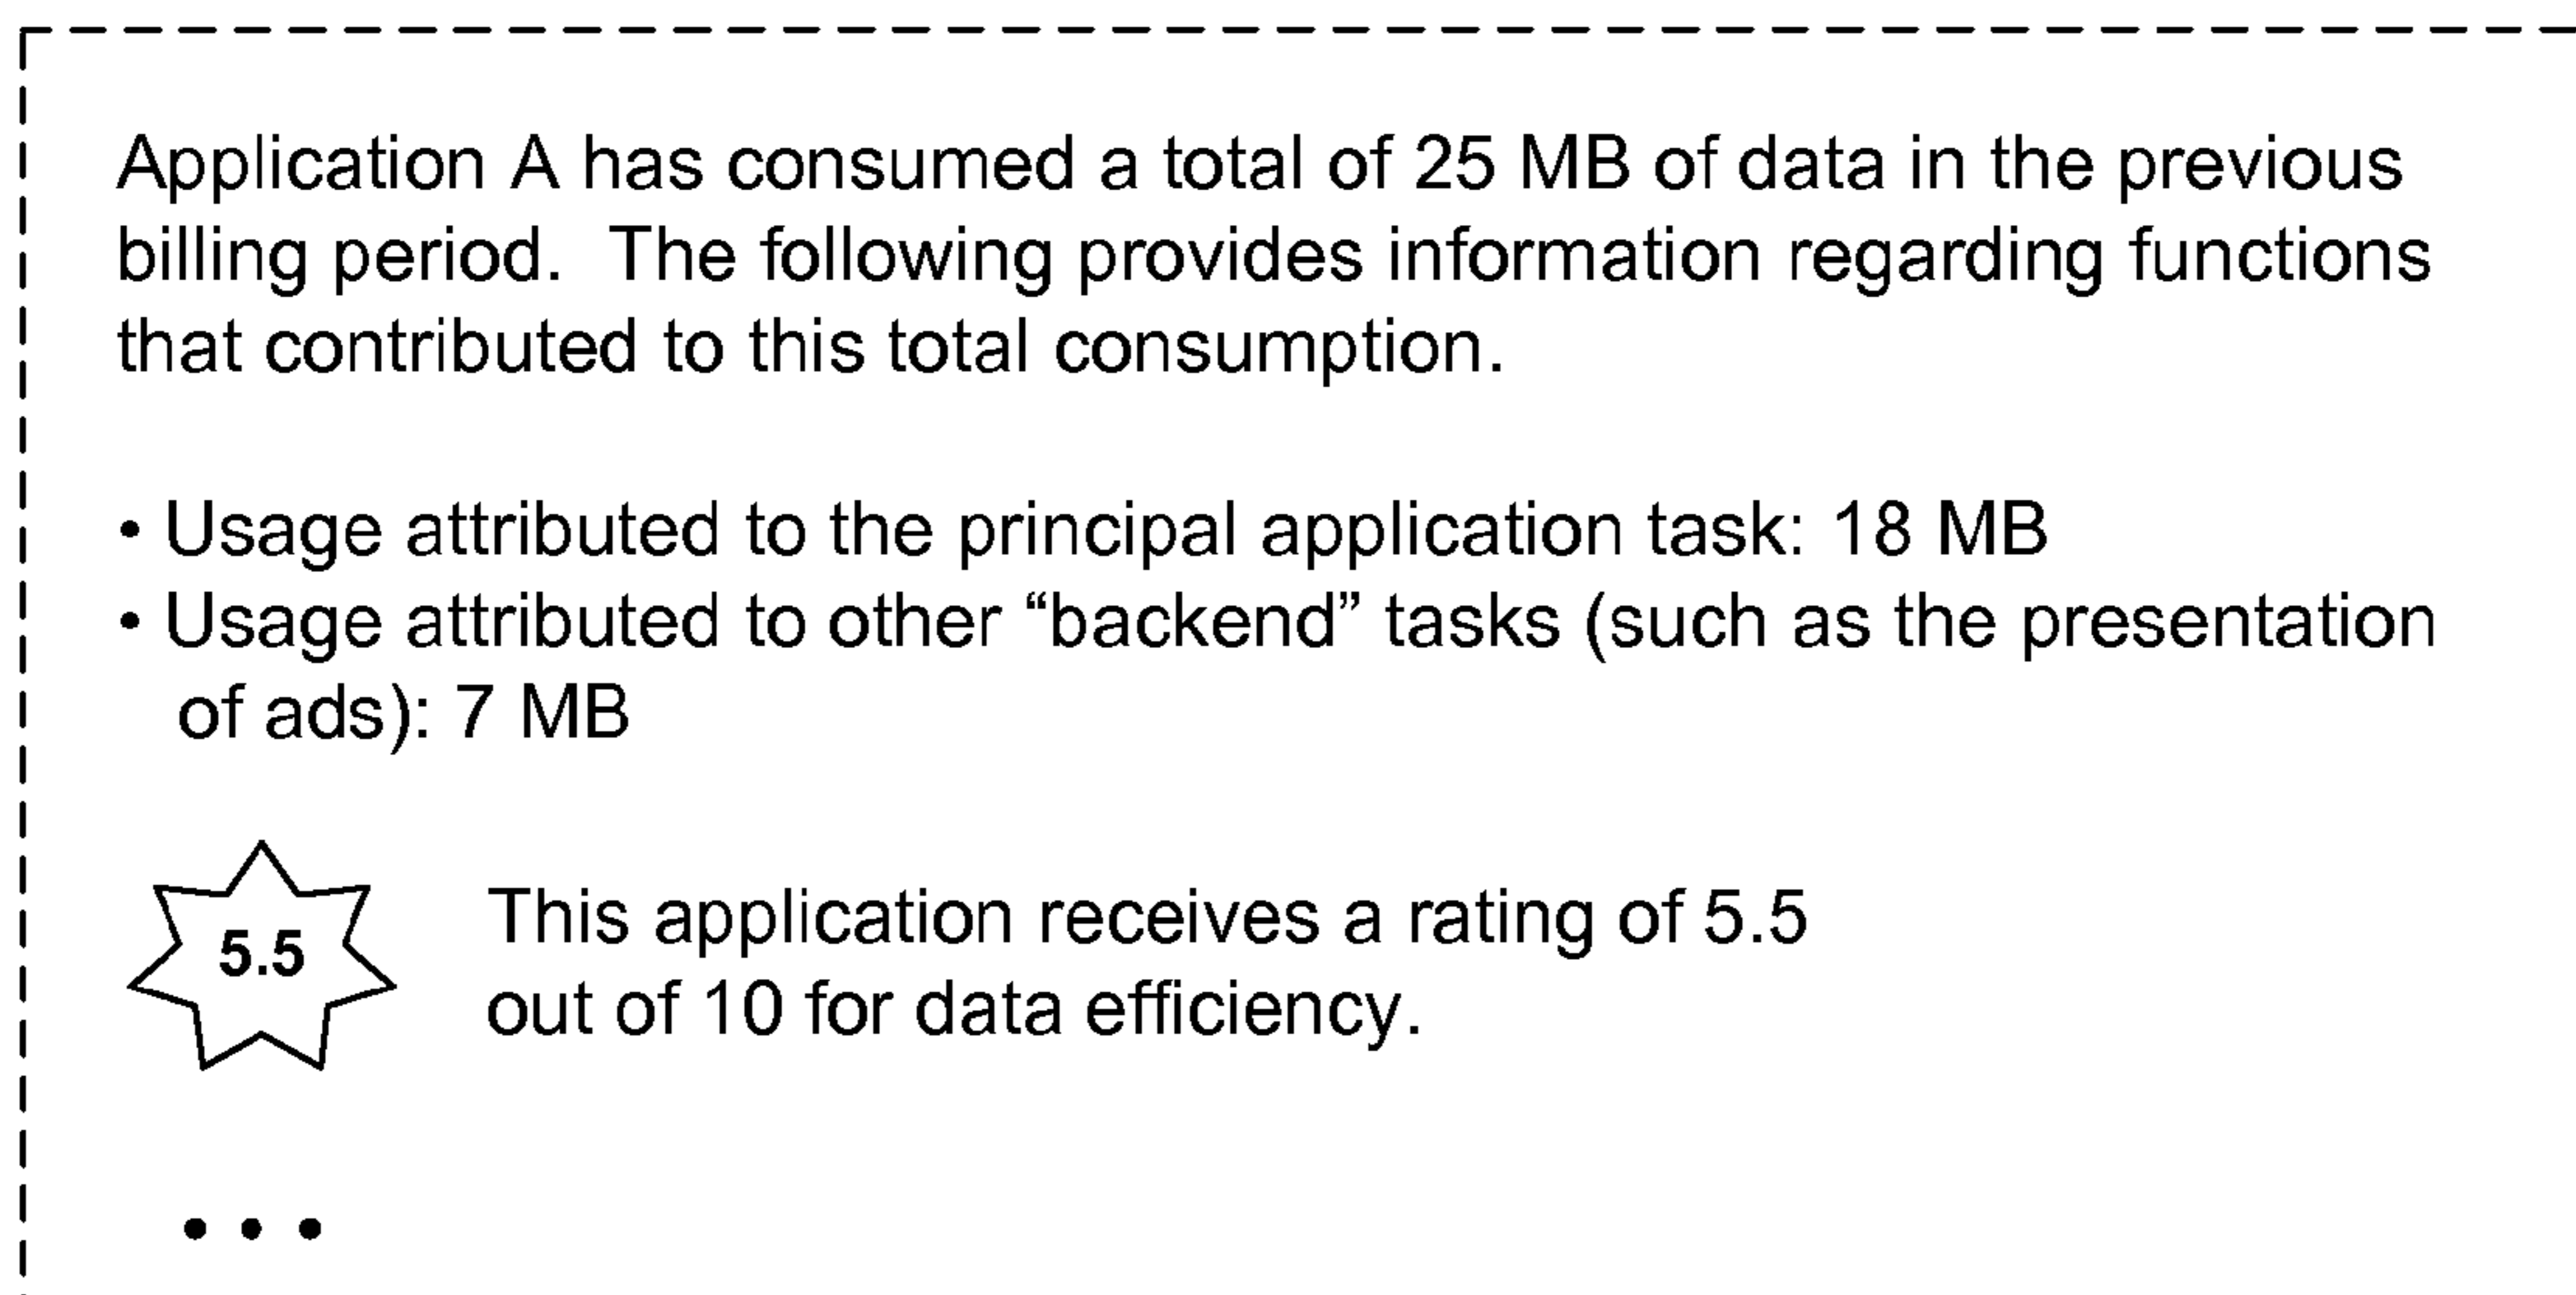 Application A has consumed a total of 25 MB of data in the previous
billing period.  The following provides information regarding functions
that contributed to this total consumption.
• Usage attributed to the principal application task: 18 MB
• Usage attributed to other “backend” tasks (such as the presentation
of ads): 7 MB
5.5
This application receives a rating of 5.5
out of 10 for data efficiency.
• • •